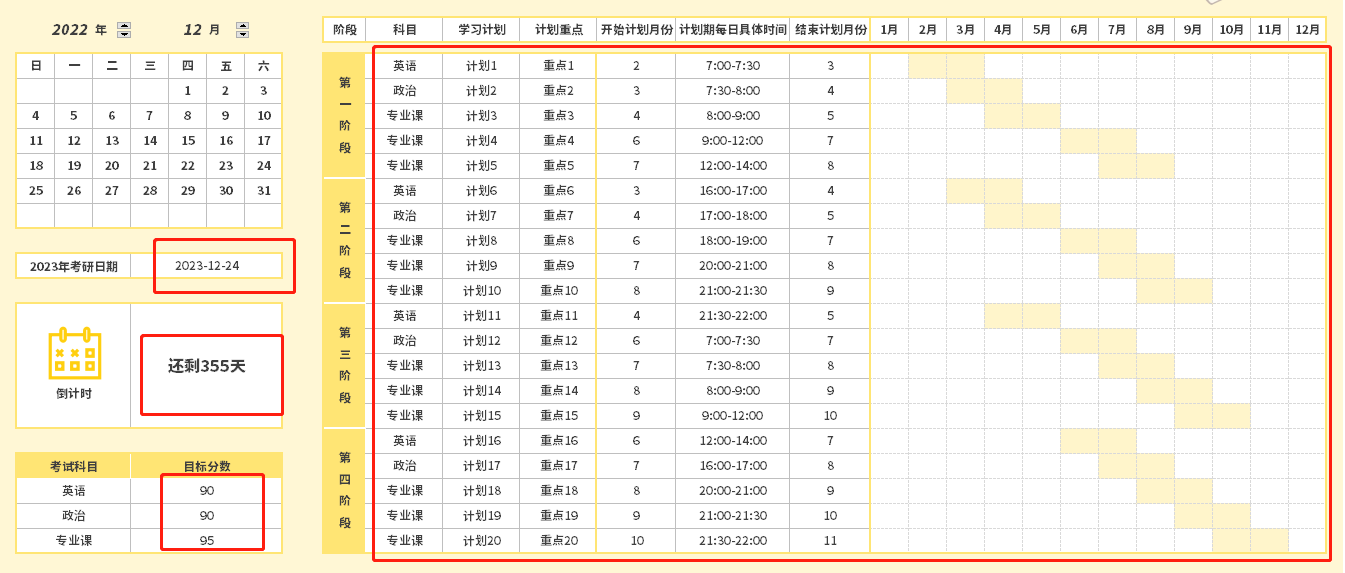 2022 年 12 月
日 一 二 三 四 五 六
1 2 3
4 5 6 7 8 9 10
11 12 13 14 15 16 17
18 19 20 21 22 23 24
25 26 27 28 29 30 31
2023年考研日期 2023-12-24
倒计时
还剩355天
考试科目 目标分数
英语 90
政治 90
专业课 95
阶段 科目 学习计划 计划重点 开始计划月份 计划期每日具体时间 结束计划月份 1月 2月 3月 4月 5月 6月 7月 8月 9月 10月 11月 12月
第一阶段
英语 计划1 重点1 2 7:00-7:30 3
政治 计划2 重点2 3 7:30-8:00 4
专业课 计划3 重点3 4 8:00-9:00 5
专业课 计划4 重点4 6 9:00-12:00 7
专业课 计划5 重点5 7 12:00-14:00 8
第二阶段
英语 计划6 重点6 3 16:00-17:00 4
政治 计划7 重点7 4 17:00-18:00 5
专业课 计划8 重点8 6 18:00-19:00 7
专业课 计划9 重点9 7 20:00-21:00 8
专业课 计划10 重点10 8 21:00-21:30 9
第三阶段
英语 计划11 重点11 4 21:30-22:00 5
政治 计划12 重点12 6 7:00-7:30 7
专业课 计划13 重点13 7 7:30-8:00 8
专业课 计划14 重点14 8 8:00-9:00 9
专业课 计划15 重点15 9 9:00-12:00 10
第四阶段
英语 计划16 重点16 6 12:00-14:00 7
政治 计划17 重点17 7 16:00-17:00 8
专业课 计划18 重点18 8 20:00-21:00 9
专业课 计划19 重点19 9 21:00-21:30 10
专业课 计划20 重点20 10 21:30-22:00 11